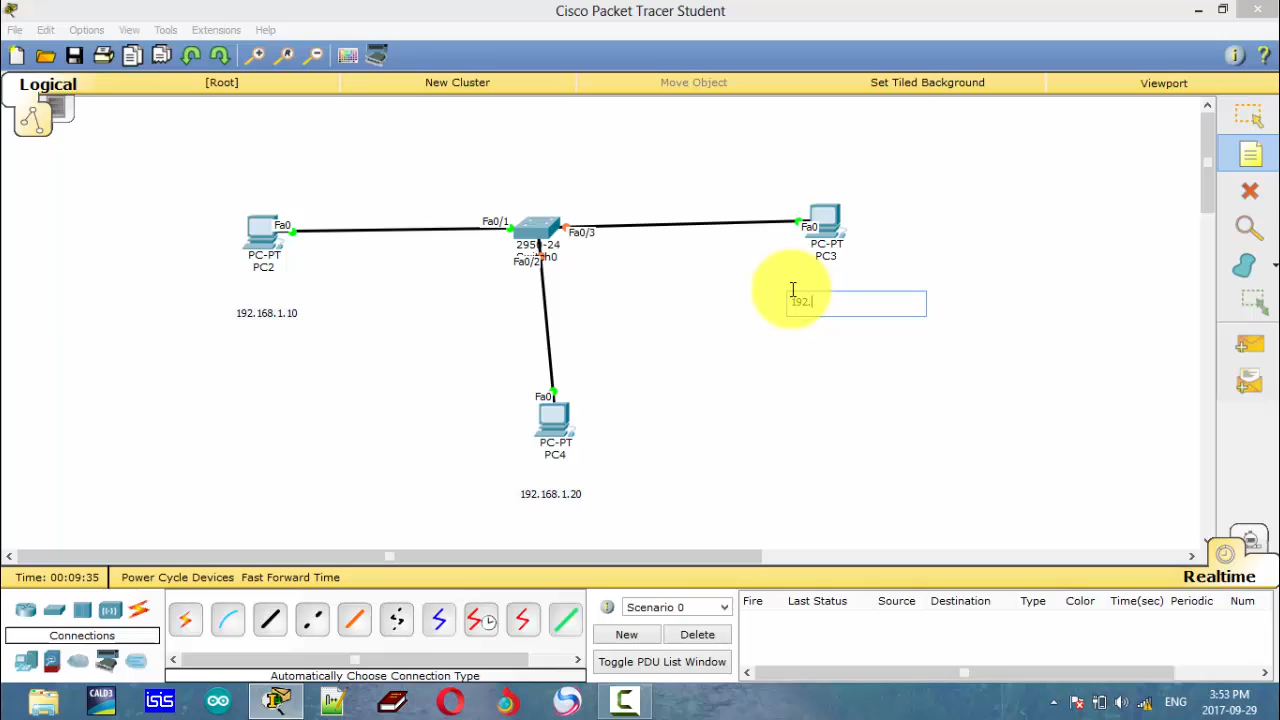 Cisco Packet Tracer Student
File Edit Options View Tools Extensions Help
Logical [Root] New Cluster Move Object Set Tiled Background Viewport
Fa0 Fa0/1 Fa0/3 Fa0
PC-PT
PC2
Fa0/2
PC-PT
PC3
192.168.1.10
192.
Fa0
PC-PT
PC4
192.168.1.20
Time: 00:09:35 Power Cycle Devices Fast Forward Time Realtime
Scenario 0
Fire Last Status Source Destination Type Color Time(sec) Periodic Num
Connections
New Delete
Toggle PDU List Window
Automatically Choose Connection Type
CALD3
isis
ENG
3:53 PM
2017-09-29